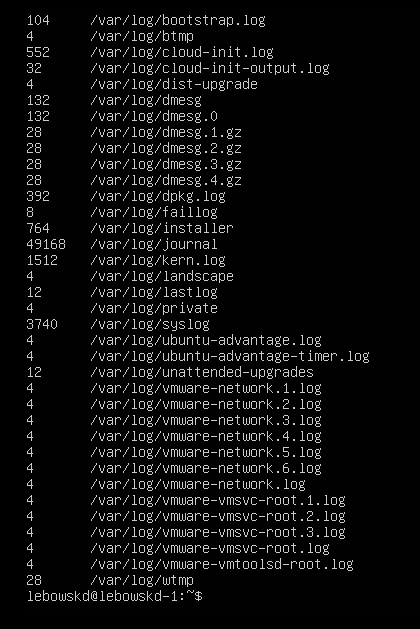 104 /var/log/bootstrap.log
4 /var/log/btmp
552 /var/log/cloud-init.log
32 /var/log/cloud-init-output.log
4 /var/log/dist-upgrade
132 /var/log/dmesg
132 /var/log/dmesg.0
28 /var/log/dmesg.1.gz
28 /var/log/dmesg.2.gz
28 /var/log/dmesg.3.gz
28 /var/log/dmesg.4.gz
392 /var/log/dpkg.log
8 /var/log/faillog
764 /var/log/installer
49168 /var/log/journal
1512 /var/log/kern.log
4 /var/log/landscape
12 /var/log/lastlog
4 /var/log/private
3740 /var/log/syslog
4 /var/log/ubuntu-advantage.log
4 /var/log/ubuntu-advantage-timer.log
12 /var/log/unattended-upgrades
4 /var/log/vmware-network.1.log
4 /var/log/vmware-network.2.log
4 /var/log/vmware-network.3.log
4 /var/log/vmware-network.4.log
4 /var/log/vmware-network.5.log
4 /var/log/vmware-network.6.log
4 /var/log/vmware-network.log
4 /var/log/vmware-vmsvc-root.1.log
4 /var/log/vmware-vmsvc-root.2.log
4 /var/log/vmware-vmsvc-root.3.log
4 /var/log/vmware-vmsvc-root.log
4 /var/log/vmware-vmtoolsd-root.log
28 /var/log/wtmp
lebowskd@lebowskd-1:~$